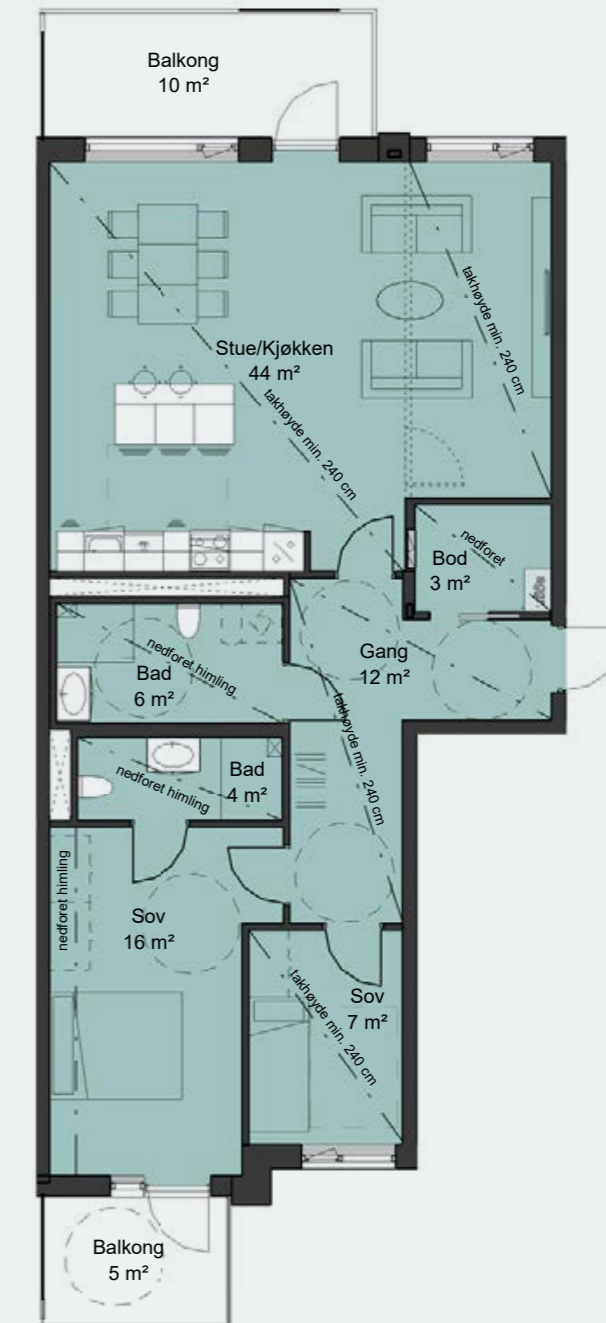 Balkong
10 m²
takhøyde min. 240 cm
Stue/Kjøkken
44 m²
takhøyde min. 240 cm
nedforet
Bod
3 m²
Gang
12 m²
nedforet himling
Bad
6 m²
takhøyde min. 240 cm
Bad
4 m²
nedforet himling
nedforet himling
Sov
16 m²
Sov
7 m²
takhøyde min. 240 cm
Balkong
5 m²